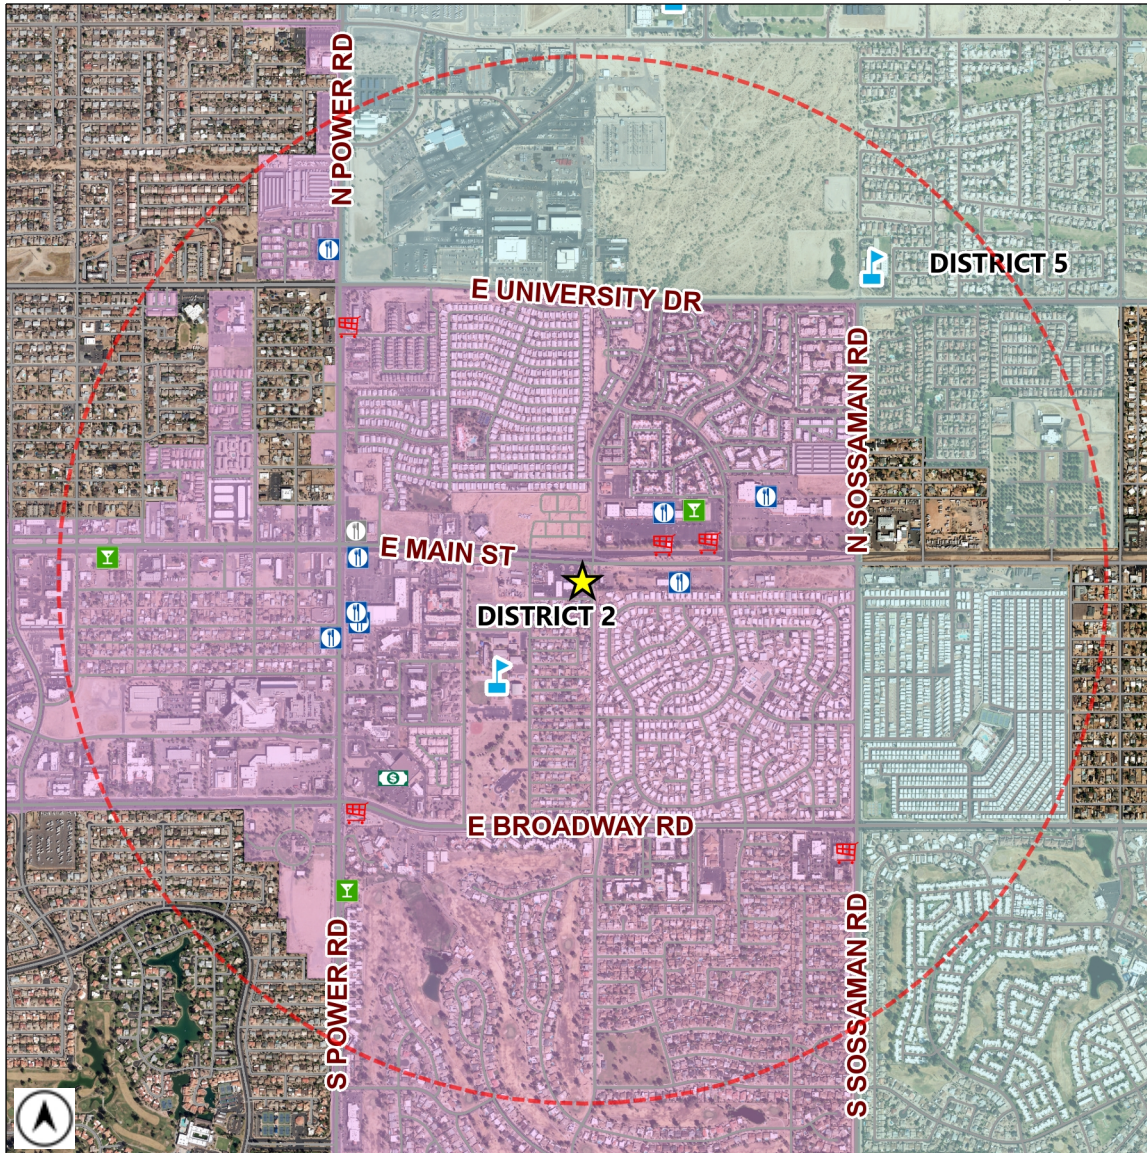 N POWER RD
DISTRICT 5
E UNIVERSITY DR
N SOSSAMAN RD
E MAIN ST
DISTRICT 2
$
E BROADWAY RD
S POWER RD
S SOSSAMAN RD